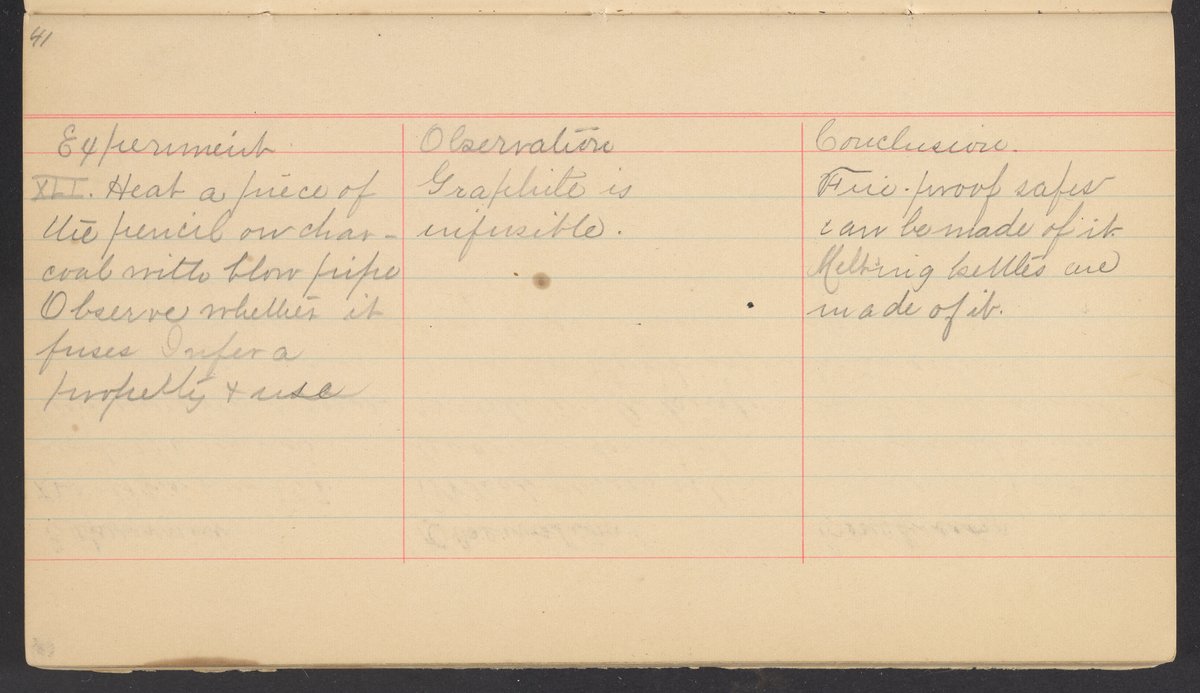 41
Experiment
XLI. Heat a piece of
the pencil on char-
coal with blow pipe
Observe whether it
fuses Infer a
property & use
Observation
Graphite is
infusible.
Conclusion.
Fire-proof safes
can be made of it
Melting kettles are
made of it.